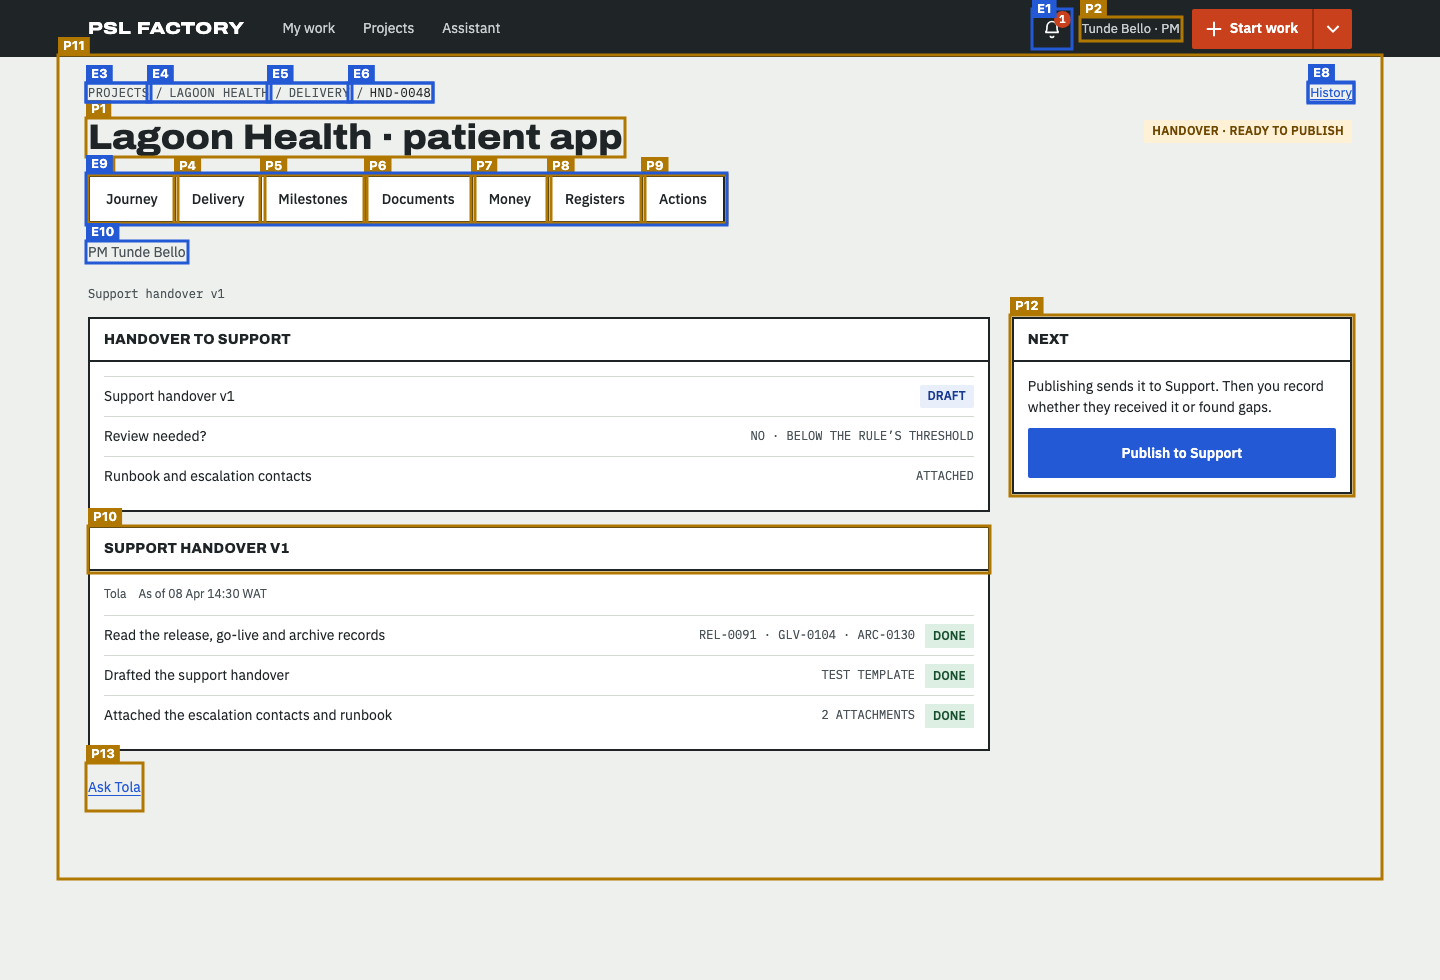 PSL FACTORY My work Projects Assistant E1 1 P2 Tunde Bello · PM Start work
P11
E3 E4 E5 E6 E8
PROJECTS / LAGOON HEALTH / DELIVERY / HND-0048 History
P1
Lagoon Health · patient app HANDOVER · READY TO PUBLISH
E9 P4 P5 P6 P7 P8 P9
Journey Delivery Milestones Documents Money Registers Actions
E10
PM Tunde Bello
Support handover v1
P12
HANDOVER TO SUPPORT
Support handover v1 DRAFT
Review needed? NO · BELOW THE RULE’S THRESHOLD
Runbook and escalation contacts ATTACHED
NEXT
Publishing sends it to Support. Then you record
whether they received it or found gaps.
Publish to Support
P10
SUPPORT HANDOVER V1
Tola As of 08 Apr 14:30 WAT
Read the release, go-live and archive records REL-0091 · GLV-0104 · ARC-0130 DONE
Drafted the support handover TEST TEMPLATE DONE
Attached the escalation contacts and runbook 2 ATTACHMENTS DONE
P13
Ask Tola